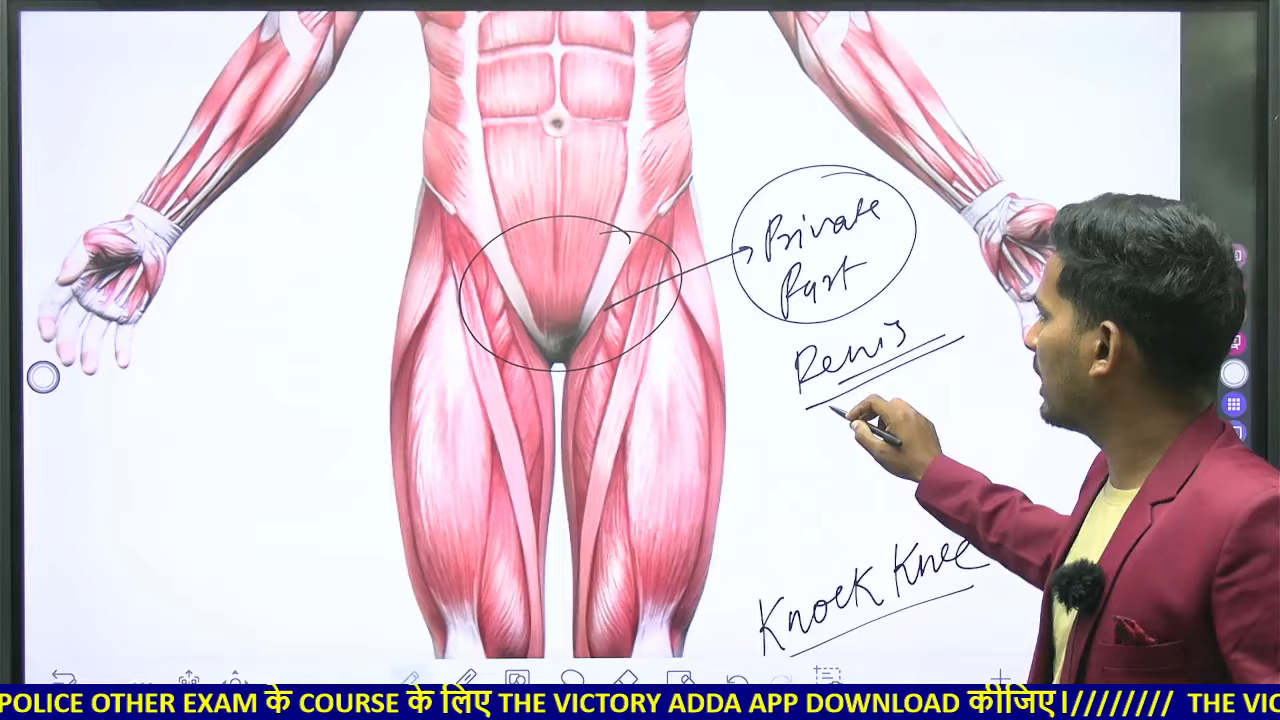 Private
Part
Penis
Knock Knee
POLICE OTHER EXAM के लिए COURSE के लिए THE VICTORY ADDA APP DOWNLOAD कीजिए।//////// THE VIC